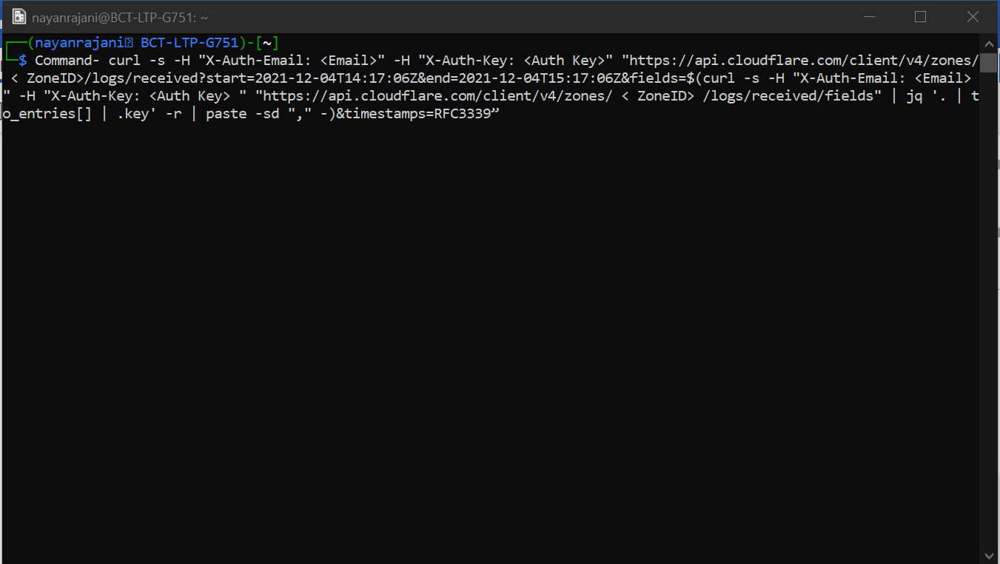 nayanrajani@BCT-LTP-G751: ~
┌──(nayanrajani BCT-LTP-G751)-[~]
└─$ Command- curl -s -H "X-Auth-Email: <Email>" -H "X-Auth-Key: <Auth Key>" "https://api.cloudflare.com/client/v4/zones/
< ZoneID>/logs/received?start=2021-12-04T14:17:06Z&end=2021-12-04T15:17:06Z&fields=$(curl -s -H "X-Auth-Email: <Email>
" -H "X-Auth-Key: <Auth Key> " "https://api.cloudflare.com/client/v4/zones/ < ZoneID> /logs/received/fields" | jq '. | t
o_entries[] | .key' -r | paste -sd "," -)&timestamps=RFC3339”